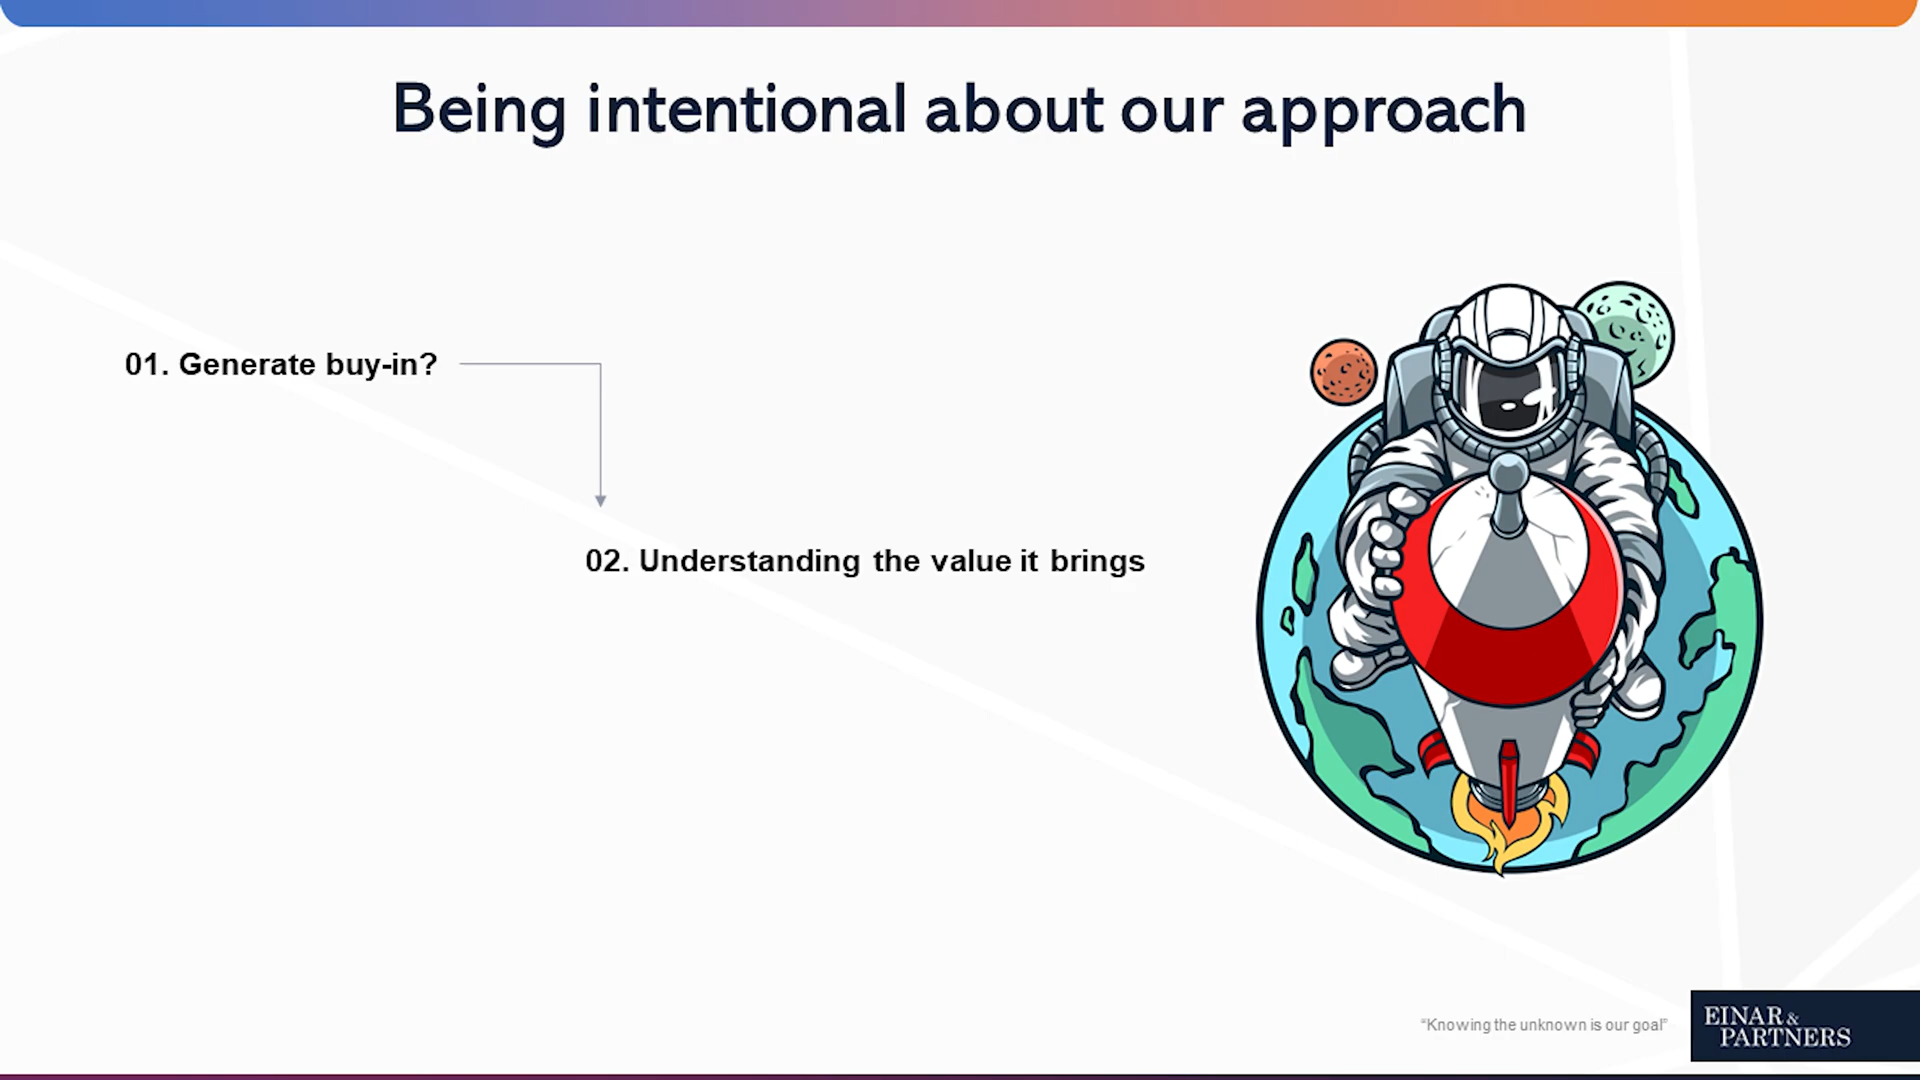 Being intentional about our approach
01. Generate buy-in?
02. Understanding the value it brings
“Knowing the unknown is our goal”
EINAR &
PARTNERS